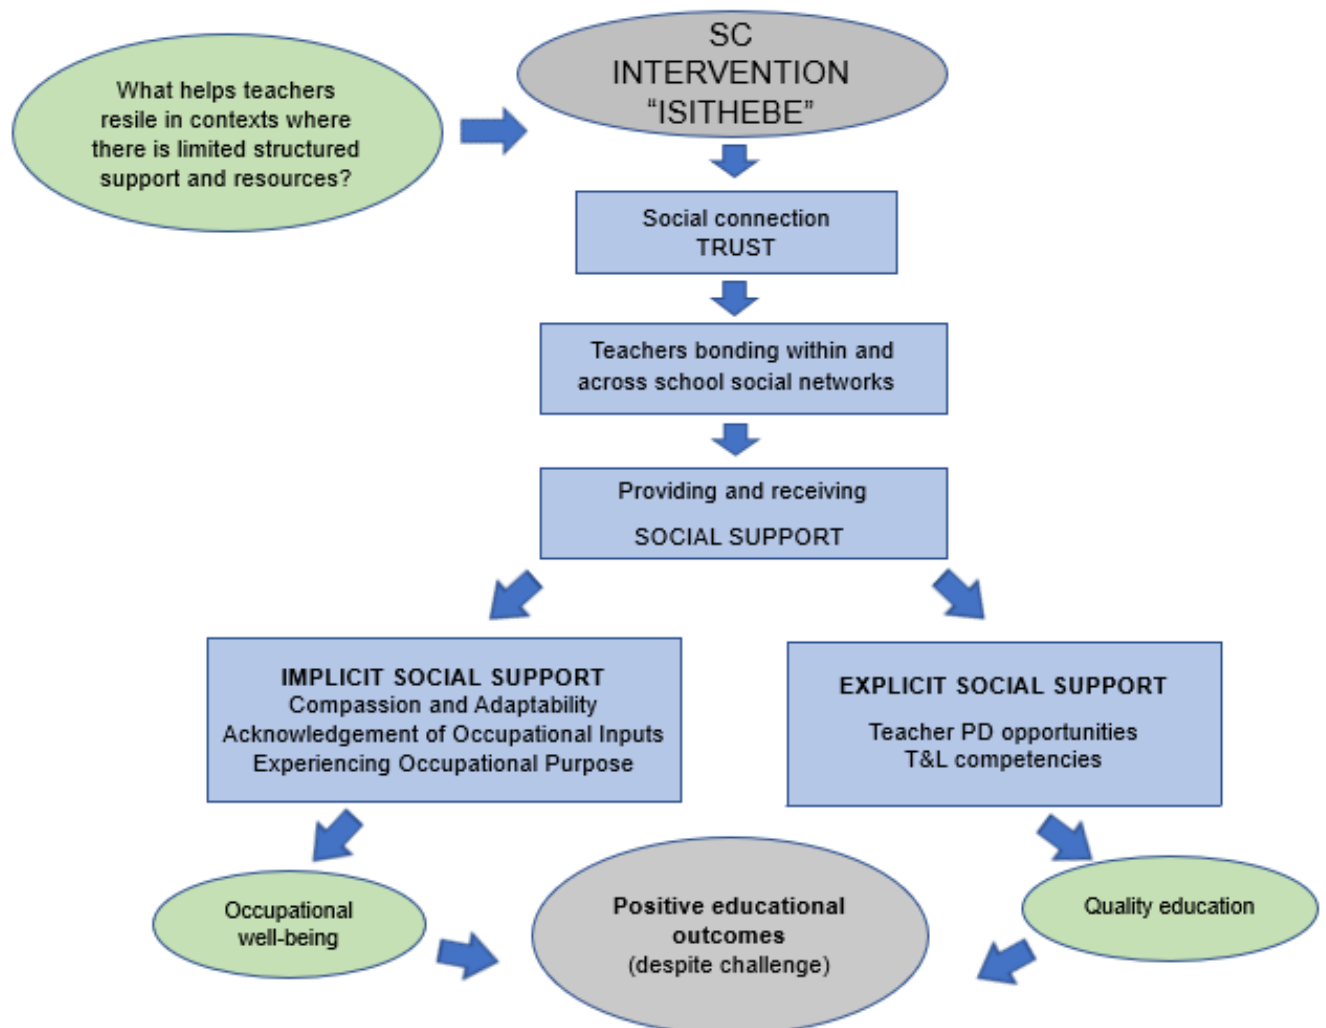 What helps teachers
resile in contexts where
there is limited structured
support and resources?
SC
INTERVENTION
“ISITHEBE”
Social connection
TRUST
Teachers bonding within and
across school social networks
Providing and receiving
SOCIAL SUPPORT
IMPLICIT SOCIAL SUPPORT
Compassion and Adaptability
Acknowledgement of Occupational Inputs
Experiencing Occupational Purpose
EXPLICIT SOCIAL SUPPORT
Teacher PD opportunities
T&L competencies
Occupational
well-being
Positive educational
outcomes
(despite challenge)
Quality education